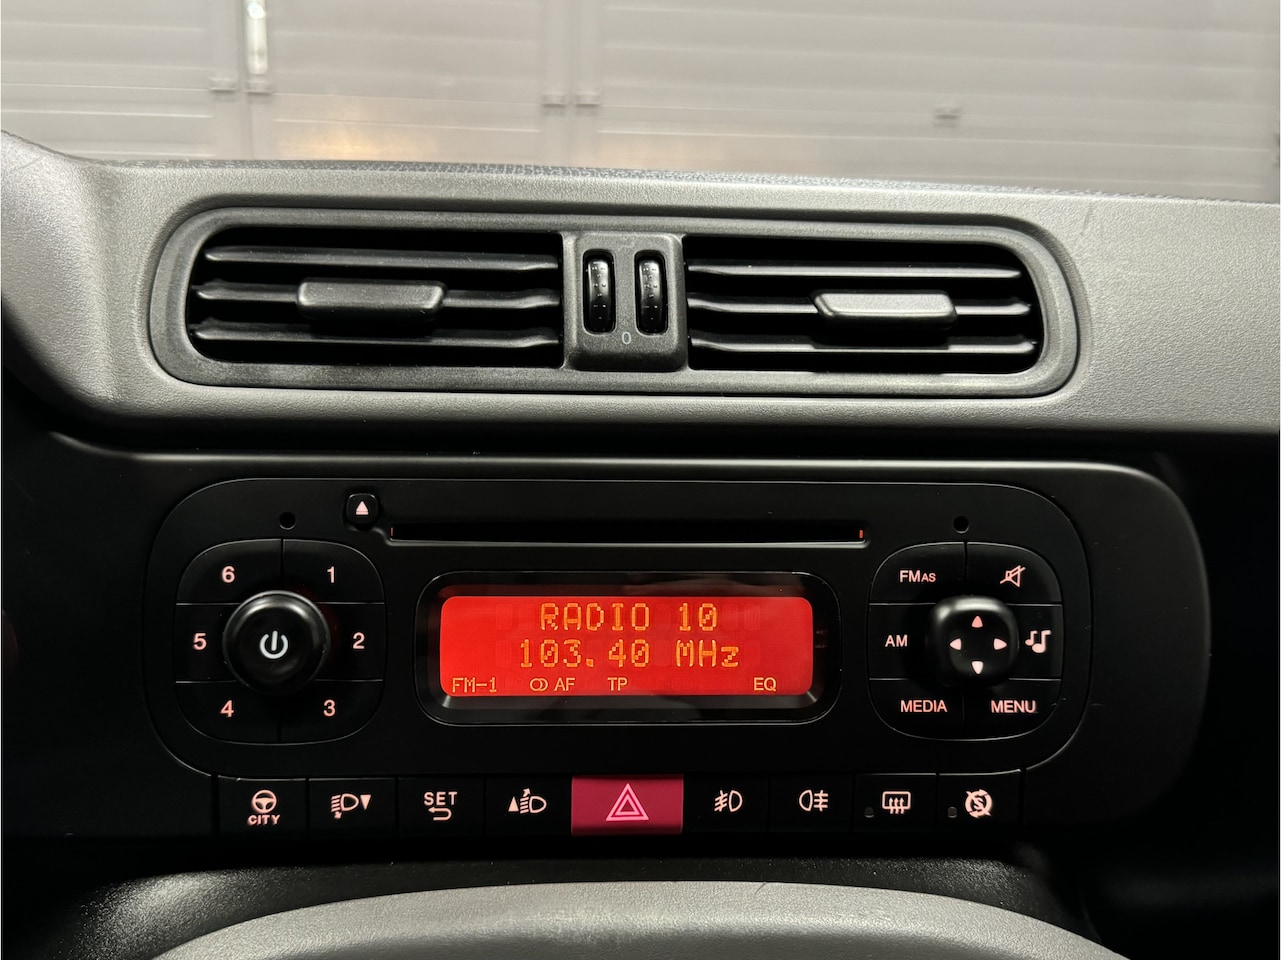 0
6 1
5 2
4 3
RADIO 10
103.40 MHz
FM-1 AF TP EQ
FMAS
AM
MEDIA MENU
CITY
SET